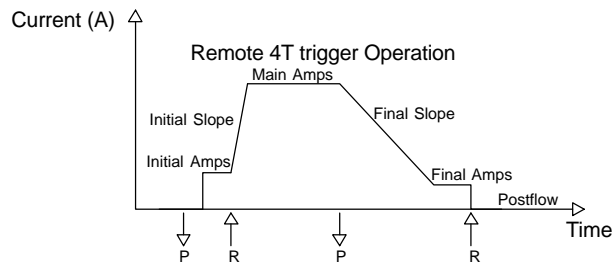 Current (A)
Remote 4T trigger Operation
Main Amps
Initial Slope
Final Slope
Initial Amps
Final Amps
Postflow
Time
P R P R